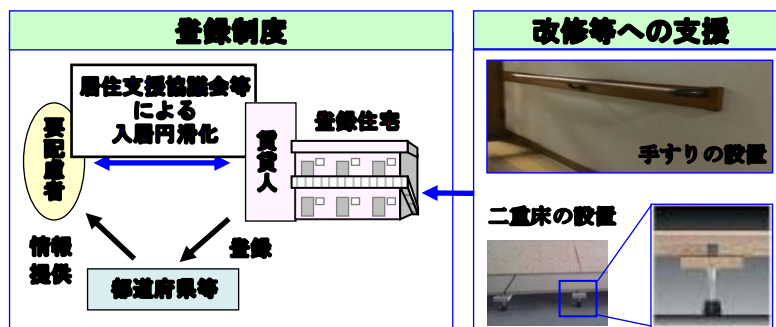 登録制度
居住支援協議会等
による
入居円滑化
要配慮者
賃貸人
登録住宅
情報
提供
登録
都道府県等
改修等への支援
手すりの設置
二重床の設置